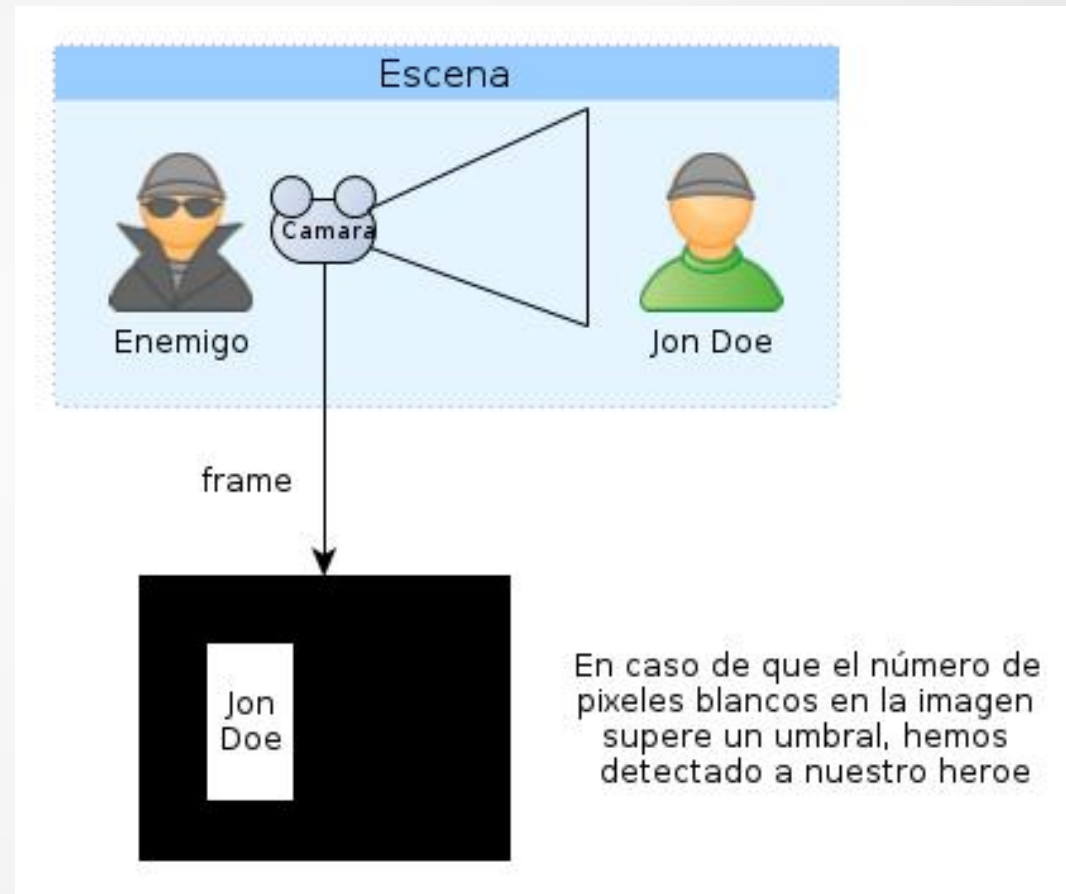 Escena
Camara
Enemigo
Jon Doe
frame
Jon
Doe
En caso de que el número de
pixeles blancos en la imagen
supere un umbral, hemos
detectado a nuestro heroe